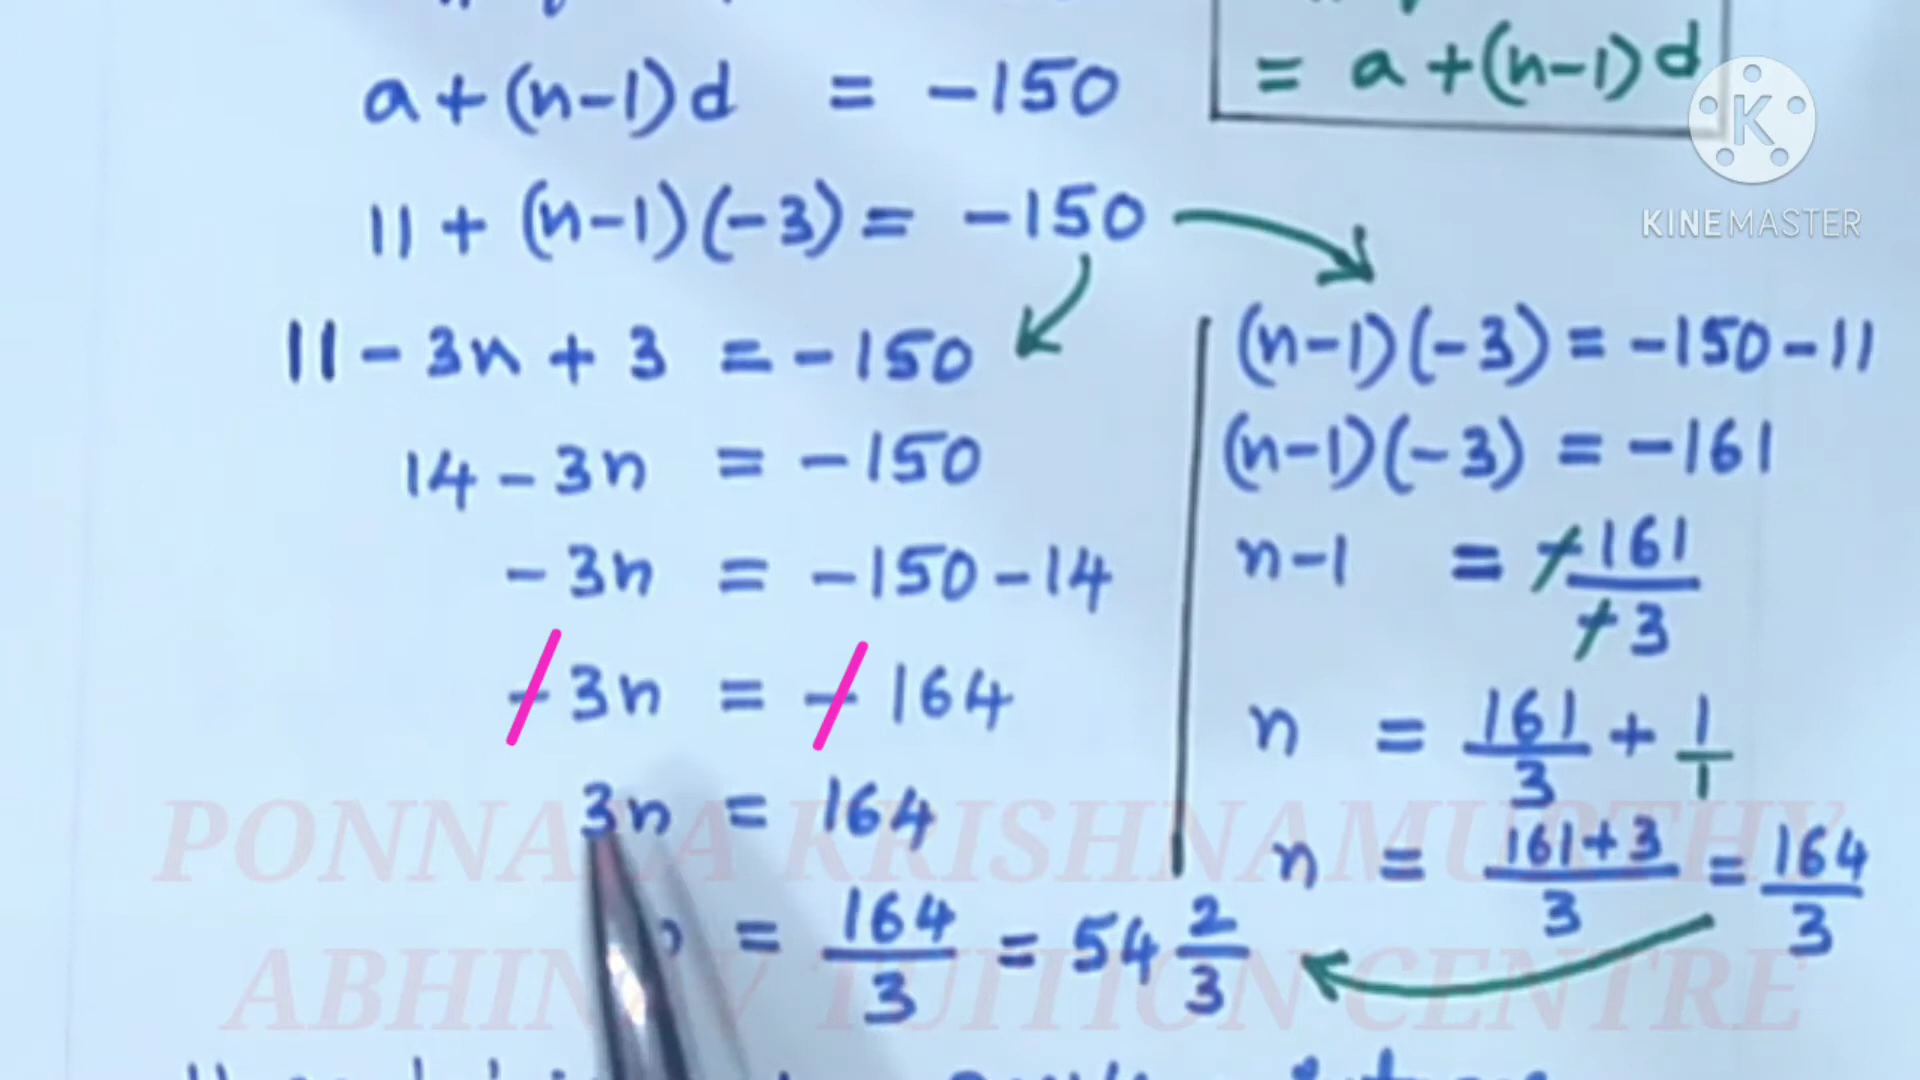 a + (n-1)d = -150
= a + (n-1)d
K
KINEMASTER
11 + (n-1)(-3) = -150
11 - 3n + 3 = -150
14 - 3n = -150
-3n = -150 - 14
-3n = -164
3n = 164
n = 164/3 = 54 2/3
(n-1)(-3) = -150 - 11
(n-1)(-3) = -161
n-1 = -161/-3
n = 161/3 + 1/1
n = 161+3/3 = 164/3
PONNALA KRISHNAMURTHY
ABHINAV TUITION CENTRE